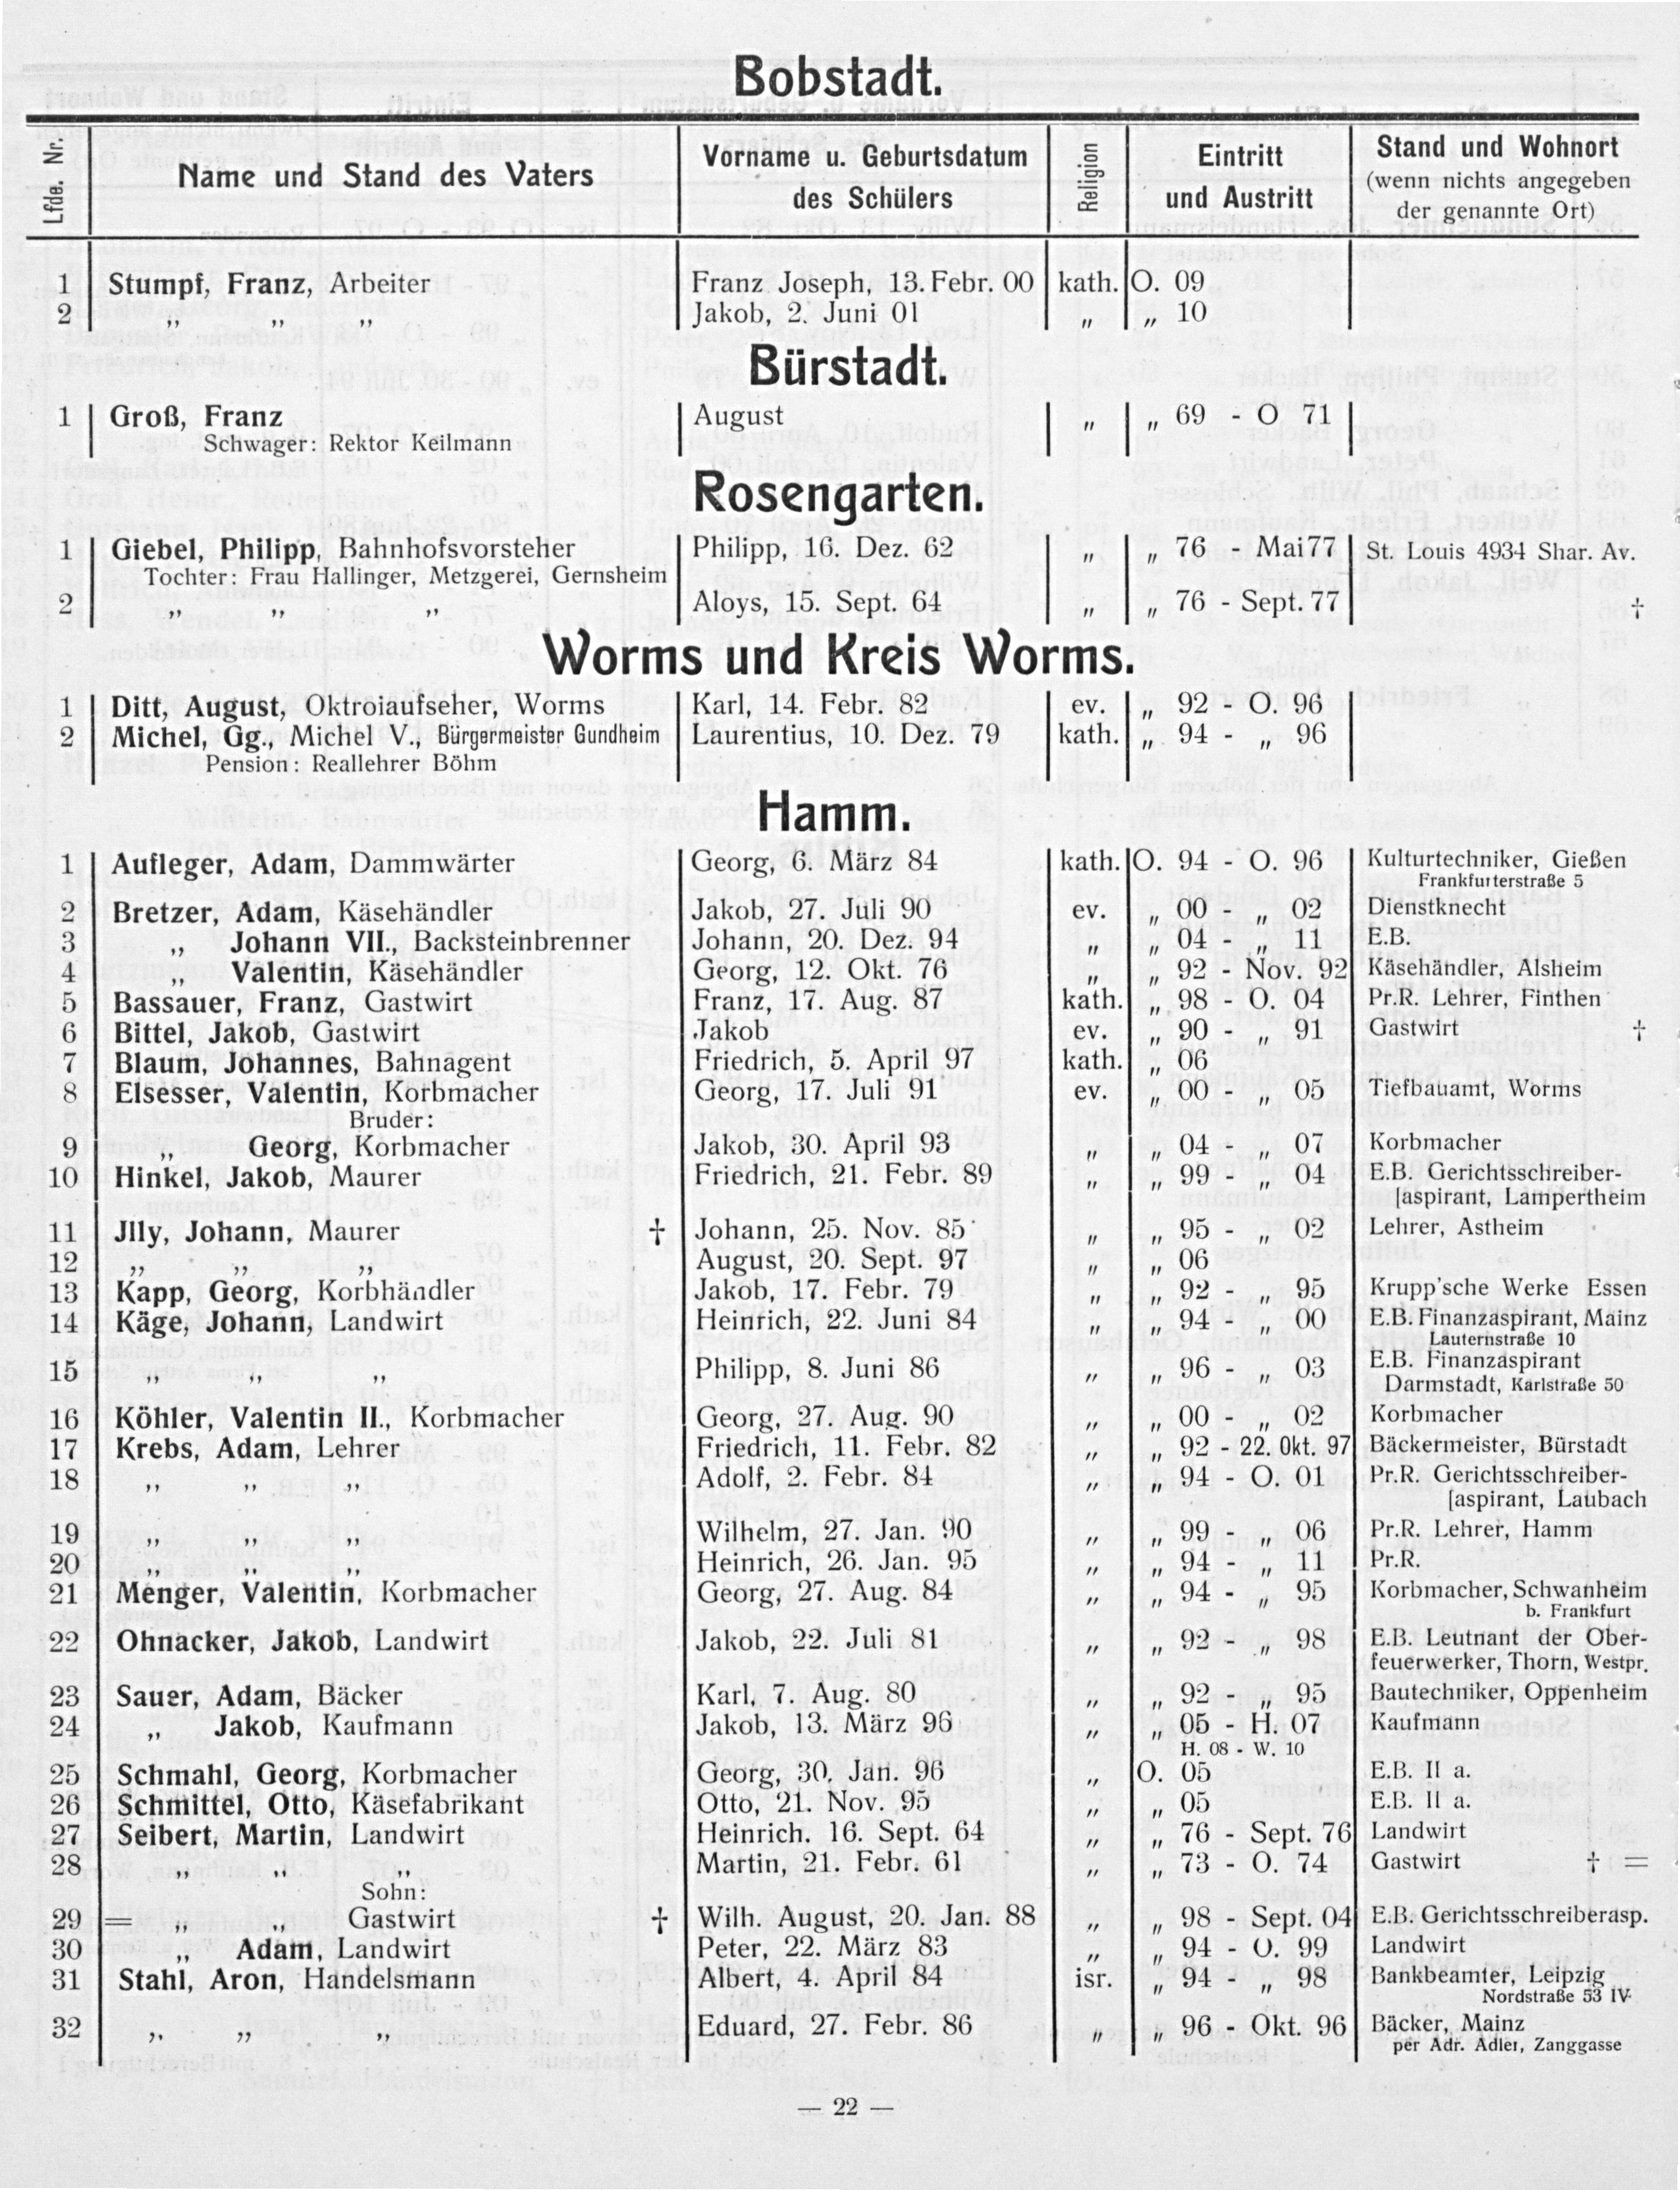 Bobstadt.
Lfde. Nr. Name und Stand des Vaters Vorname u. Geburtsdatum des Schülers Religion Eintritt und Austritt Stand und Wohnort (wenn nichts angegeben der genannte Ort)
1 Stumpf, Franz, Arbeiter Franz Joseph, 13. Febr. 00 kath. O. 09
2 „ „ „ Jakob, 2. Juni 01 „ „ 10
Bürstadt.
1 Groß, Franz August „ „ 69 - O 71
Schwager: Rektor Keilmann
Rosengarten.
1 Giebel, Philipp, Bahnhofsvorsteher Philipp, 16. Dez. 62 „ „ 76 - Mai 77 St. Louis 4934 Shar. Av.
Tochter: Frau Hallinger, Metzgerei, Gernsheim
2 „ „ „ Aloys, 15. Sept. 64 „ „ 76 - Sept. 77 †
Worms und Kreis Worms.
1 Ditt, August, Oktroiaufseher, Worms Karl, 14. Febr. 82 ev. „ 92 - O. 96
2 Michel, Gg., Michel V., Bürgermeister Gundheim Laurentius, 10. Dez. 79 kath. „ 94 - „ 96
Pension: Reallehrer Böhm
Hamm.
1 Aufleger, Adam, Dammwärter Georg, 6. März 84 kath. O. 94 - O. 96 Kulturtechniker, Gießen
Frankfurterstraße 5
2 Bretzer, Adam, Käsehändler Jakob, 27. Juli 90 ev. „ 00 - „ 02 Dienstknecht
3 „ Johann VII., Backsteinbrenner Johann, 20. Dez. 94 „ „ 04 - „ 11 E.B.
4 „ Valentin, Käsehändler Georg, 12. Okt. 76 „ „ 92 - Nov. 92 Käsehändler, Alsheim
5 Bassauer, Franz, Gastwirt Franz, 17. Aug. 87 kath. „ 98 - O. 04 Pr.R. Lehrer, Finthen
6 Bittel, Jakob, Gastwirt Jakob ev. „ 90 - „ 91 Gastwirt †
7 Blaum, Johannes, Bahnagent Friedrich, 5. April 97 kath. „ 06
8 Elsesser, Valentin, Korbmacher Georg, 17. Juli 91 ev. „ 00 - „ 05 Tiefbauamt, Worms
Bruder:
9 „ Georg, Korbmacher Jakob, 30. April 93 „ „ 04 - „ 07 Korbmacher
10 Hinkel, Jakob, Maurer Friedrich, 21. Febr. 89 „ „ 99 - „ 04 E.B. Gerichtsschreiber-
[aspirant, Lampertheim
11 Jlly, Johann, Maurer † Johann, 25. Nov. 85 „ „ 95 - „ 02 Lehrer, Astheim
12 „ „ „ August, 20. Sept. 97 „ „ 06
13 Kapp, Georg, Korbhändler Jakob, 17. Febr. 79 „ „ 92 - „ 95 Krupp'sche Werke Essen
14 Käge, Johann, Landwirt Heinrich, 22. Juni 84 „ „ 94 - „ 00 E.B. Finanzaspirant, Mainz
Lauternstraße 10
15 „ „ „ Philipp, 8. Juni 86 „ „ 96 - „ 03 E.B. Finanzaspirant
Darmstadt, Karlstraße 50
16 Köhler, Valentin II., Korbmacher Georg, 27. Aug. 90 „ „ 00 - „ 02 Korbmacher
17 Krebs, Adam, Lehrer Friedrich, 11. Febr. 82 „ „ 92 - 22. Okt. 97 Bäckermeister, Bürstadt
18 „ „ „ Adolf, 2. Febr. 84 „ „ 94 - O. 01 Pr.R. Gerichtsschreiber-
[aspirant, Laubach
19 „ „ „ Wilhelm, 27. Jan. 90 „ „ 99 - „ 06 Pr.R. Lehrer, Hamm
20 „ „ „ Heinrich, 26. Jan. 95 „ „ 94 - „ 11 Pr.R.
21 Menger, Valentin, Korbmacher Georg, 27. Aug. 84 „ „ 94 - „ 95 Korbmacher, Schwanheim
b. Frankfurt
22 Ohnacker, Jakob, Landwirt Jakob, 22. Juli 81 „ „ 92 - „ 98 E.B. Leutnant der Ober-
feuerwerker, Thorn, Westpr.
23 Sauer, Adam, Bäcker Karl, 7. Aug. 80 „ „ 92 - „ 95 Bautechniker, Oppenheim
24 „ Jakob, Kaufmann Jakob, 13. März 96 „ „ 05 - H. 07 Kaufmann
H. 08 - W. 10
25 Schmahl, Georg, Korbmacher Georg, 30. Jan. 96 „ O. 05 E.B. II a.
26 Schmittel, Otto, Käsefabrikant Otto, 21. Nov. 95 „ „ 05 E.B. II a.
27 Seibert, Martin, Landwirt Heinrich. 16. Sept. 64 „ „ 76 - Sept. 76 Landwirt
28 „ „ „ Martin, 21. Febr. 61 „ „ 73 - O. 74 Gastwirt † =
Sohn:
29 = „ „ Gastwirt † Wilh. August, 20. Jan. 88 „ „ 98 - Sept. 04 E.B. Gerichtsschreiberasp.
30 „ Adam, Landwirt Peter, 22. März 83 „ „ 94 - O. 99 Landwirt
31 Stahl, Aron, Handelsmann Albert, 4. April 84 isr. „ 94 - „ 98 Bankbeamter, Leipzig
Nordstraße 53 IV.
32 „ „ „ Eduard, 27. Febr. 86 „ „ 96 - Okt. 96 Bäcker, Mainz
per Adr. Adler, Zanggasse
— 22 —